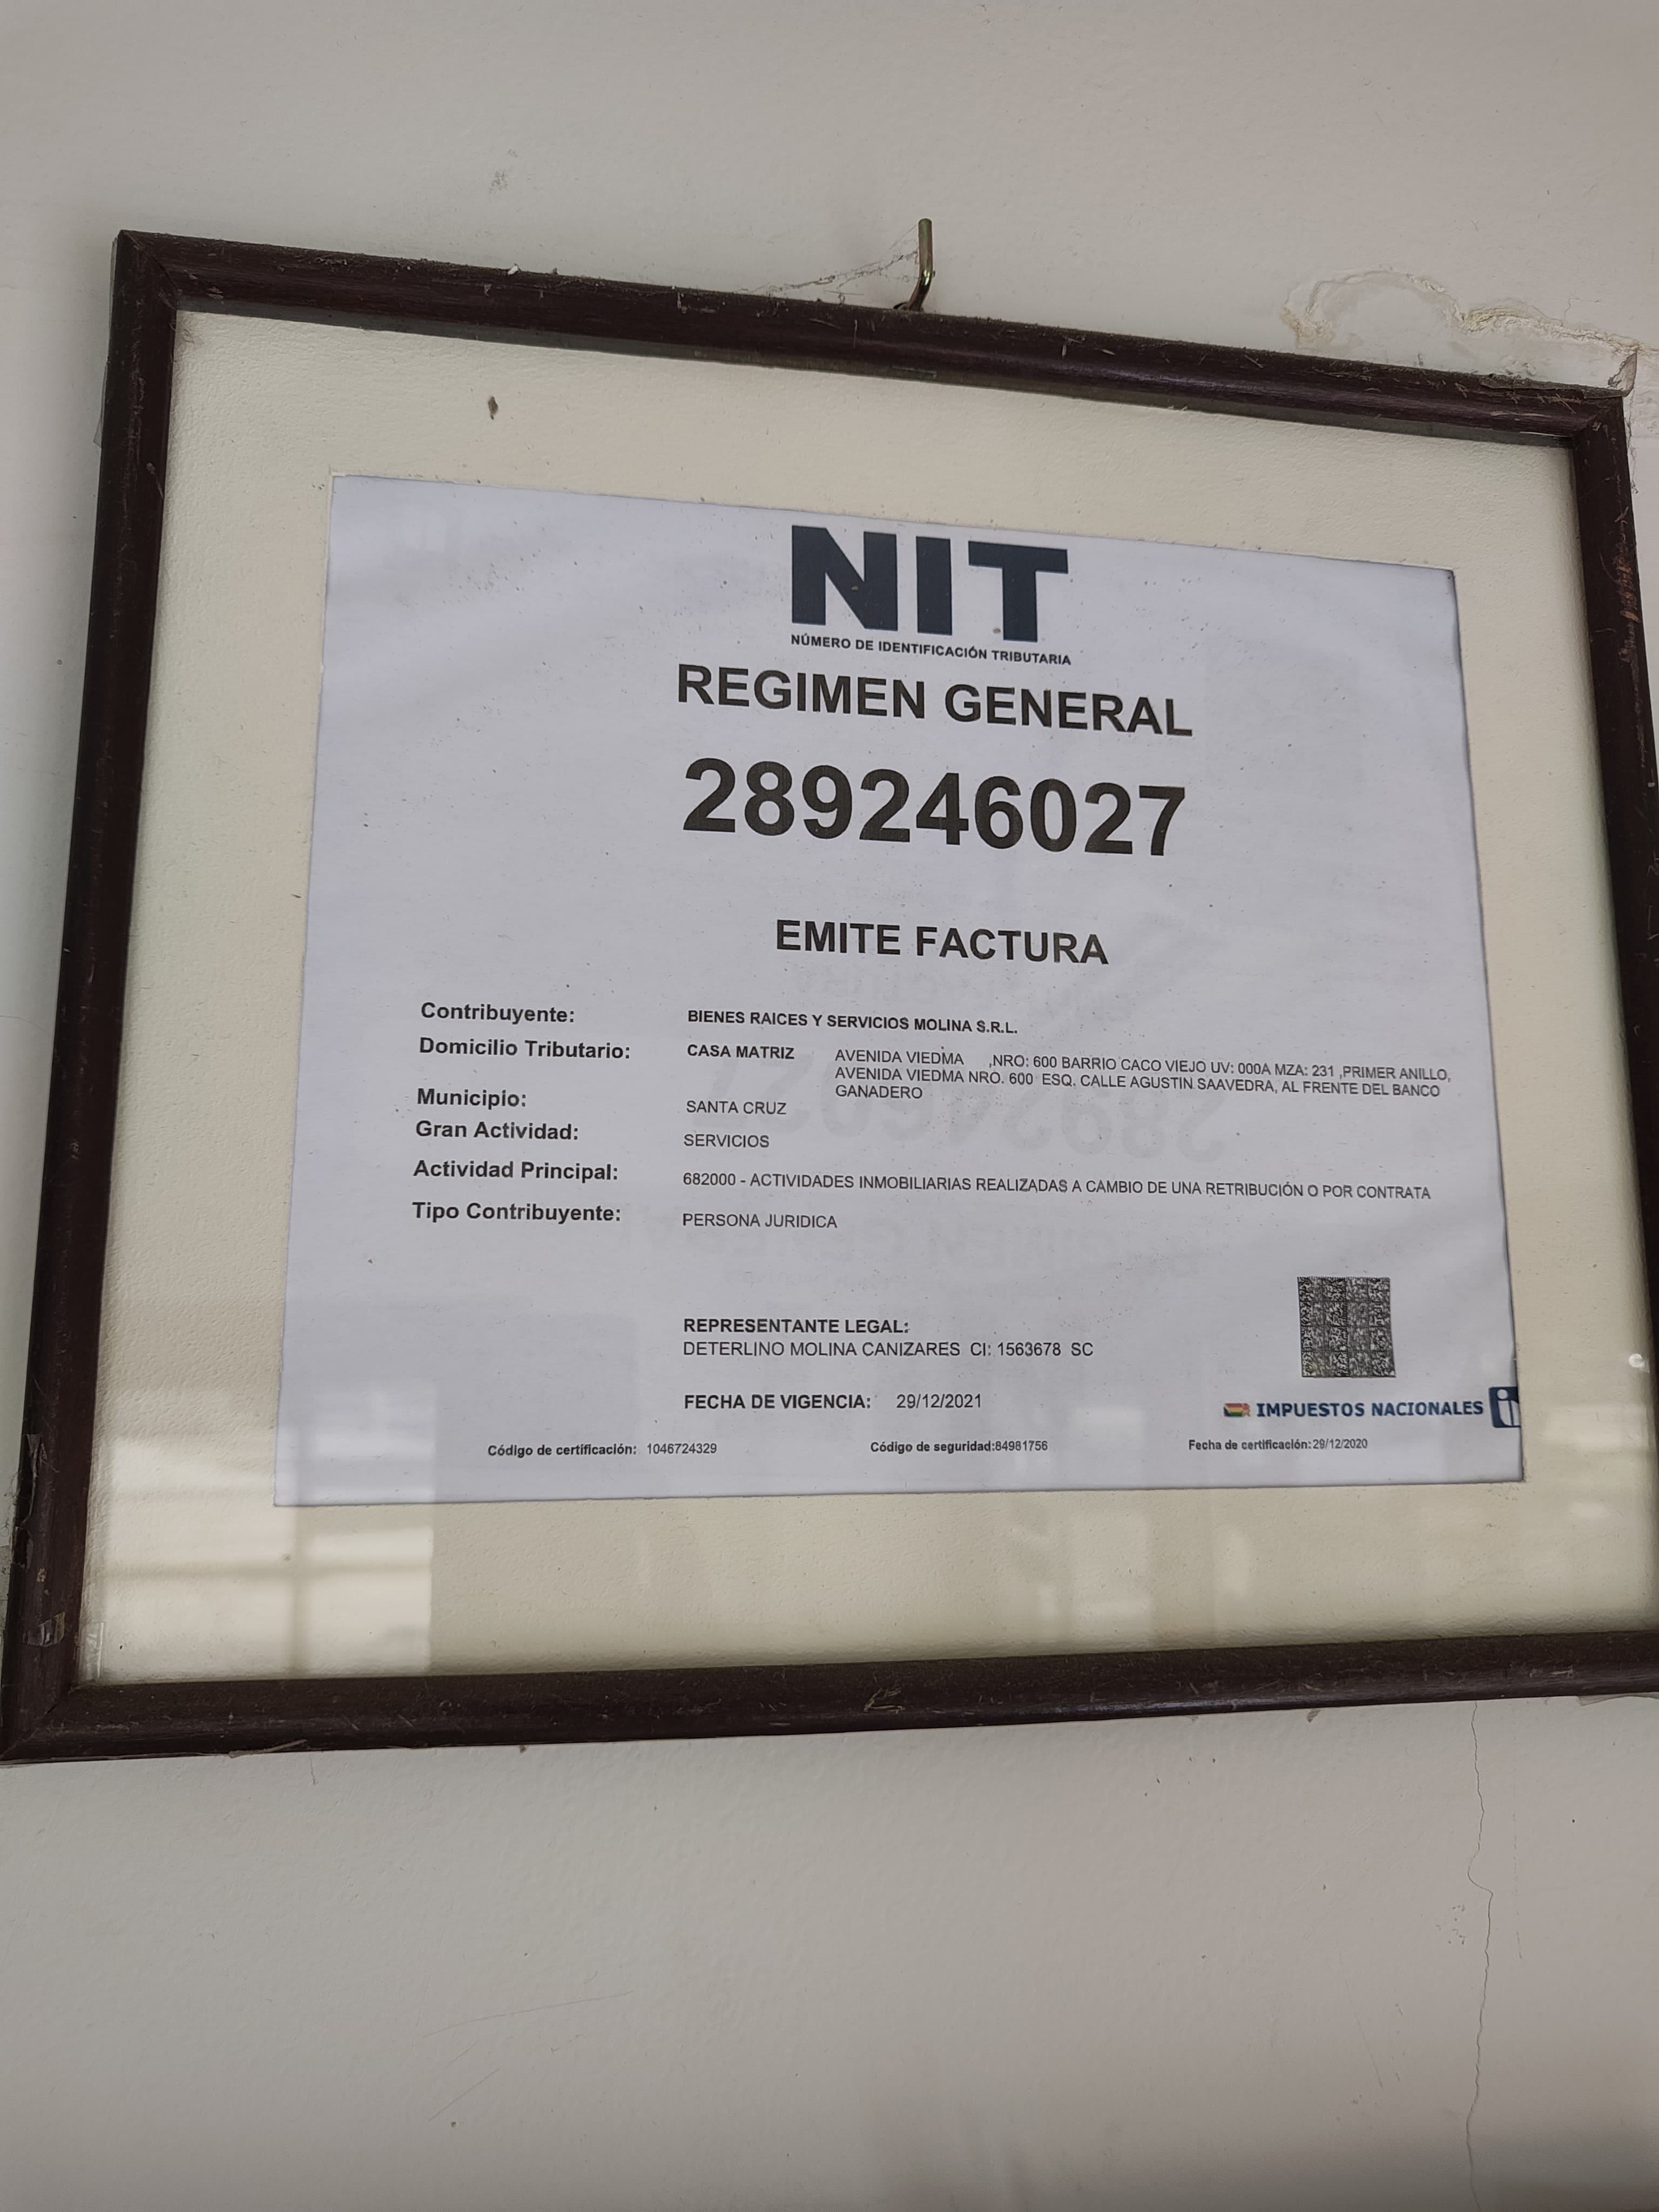 NIT
NÚMERO DE IDENTIFICACIÓN TRIBUTARIA
REGIMEN GENERAL
289246027
EMITE FACTURA
Contribuyente: BIENES RAICES Y SERVICIOS MOLINA S.R.L.
Domicilio Tributario: CASA MATRIZ AVENIDA VIEDMA ,NRO: 600 BARRIO CACO VIEJO UV: 000A MZA: 231 ,PRIMER ANILLO,
AVENIDA VIEDMA NRO. 600 ESQ. CALLE AGUSTIN SAAVEDRA, AL FRENTE DEL BANCO
GANADERO
Municipio: SANTA CRUZ
Gran Actividad: SERVICIOS
Actividad Principal: 682000 - ACTIVIDADES INMOBILIARIAS REALIZADAS A CAMBIO DE UNA RETRIBUCIÓN O POR CONTRATA
Tipo Contribuyente: PERSONA JURIDICA
REPRESENTANTE LEGAL:
DETERLINO MOLINA CANIZARES CI: 1563678 SC
FECHA DE VIGENCIA: 29/12/2021
IMPUESTOS NACIONALES
Código de certificación: 1046724329 Código de seguridad:84981756 Fecha de certificación:29/12/2020